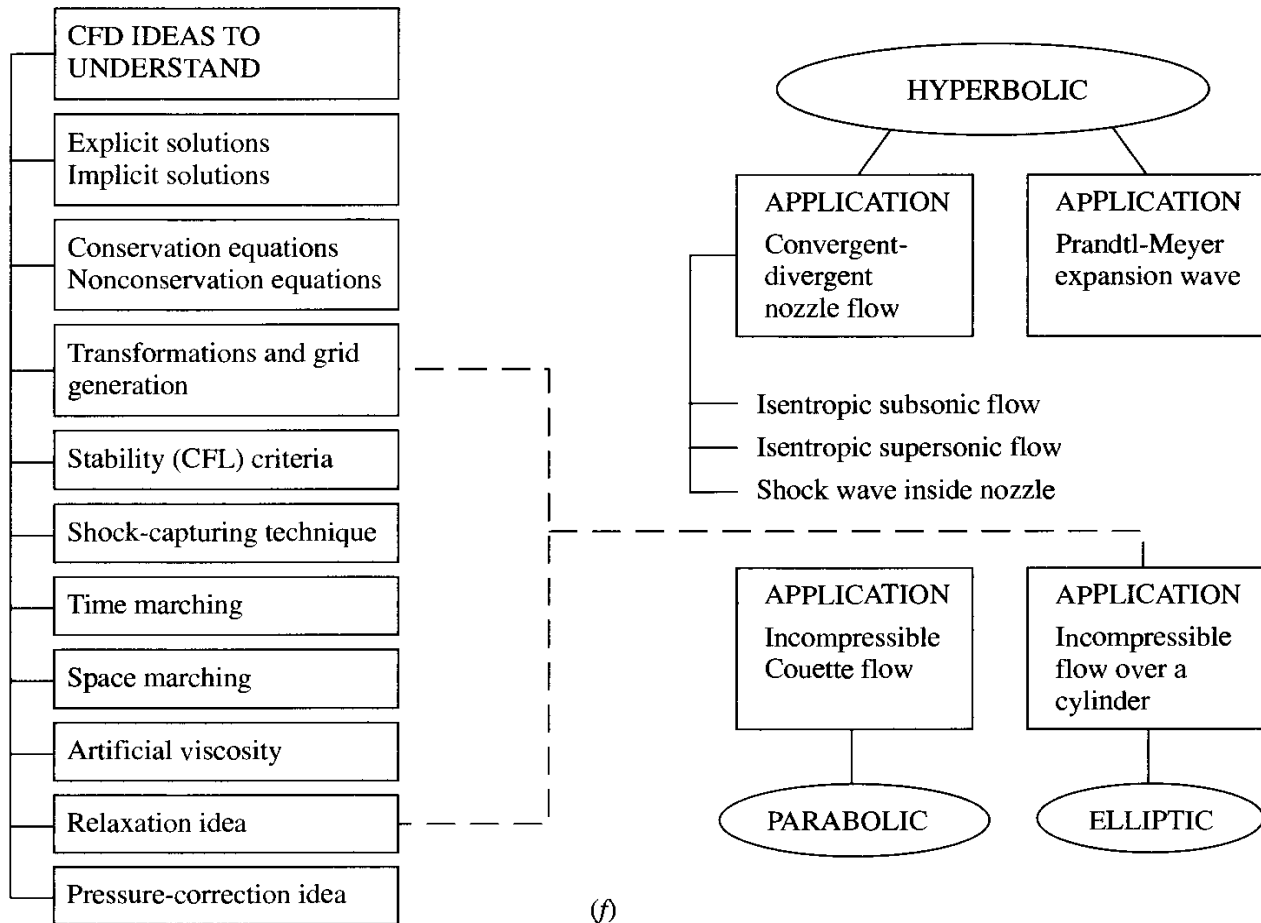 CFD IDEAS TO
UNDERSTAND
Explicit solutions
Implicit solutions
Conservation equations
Nonconservation equations
Transformations and grid
generation
Stability (CFL) criteria
Shock-capturing technique
Time marching
Space marching
Artificial viscosity
Relaxation idea
Pressure-correction idea
HYPERBOLIC
APPLICATION
Convergent-
divergent
nozzle flow
APPLICATION
Prandtl-Meyer
expansion wave
Isentropic subsonic flow
Isentropic supersonic flow
Shock wave inside nozzle
APPLICATION
Incompressible
Couette flow
APPLICATION
Incompressible
flow over a
cylinder
PARABOLIC
ELLIPTIC
(f)